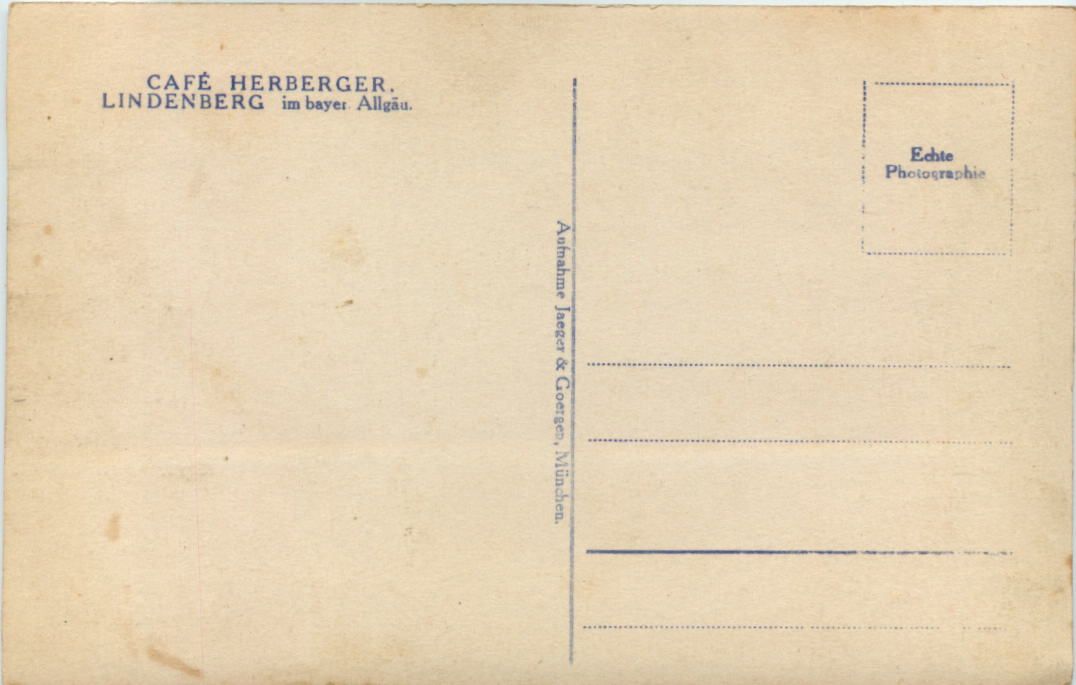 CAFÉ HERBERGER.
LINDENBERG im bayer. Allgäu.
Echte
Photographie
Aufnahme Jaeger & Goergen, München.